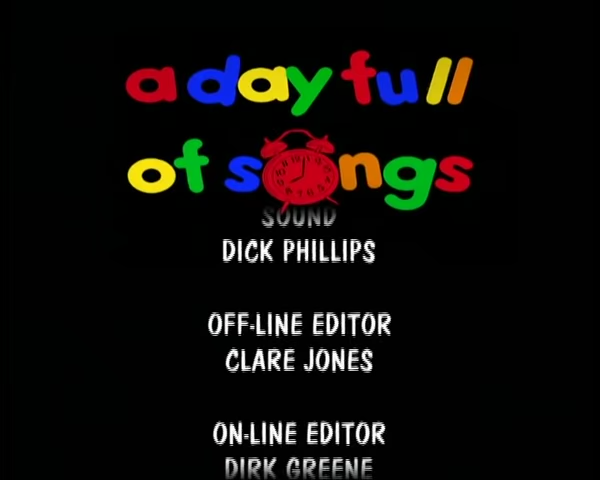 a day full
of songs
SOUND
DICK PHILLIPS
OFF-LINE EDITOR
CLARE JONES
ON-LINE EDITOR
DIRK GREENE